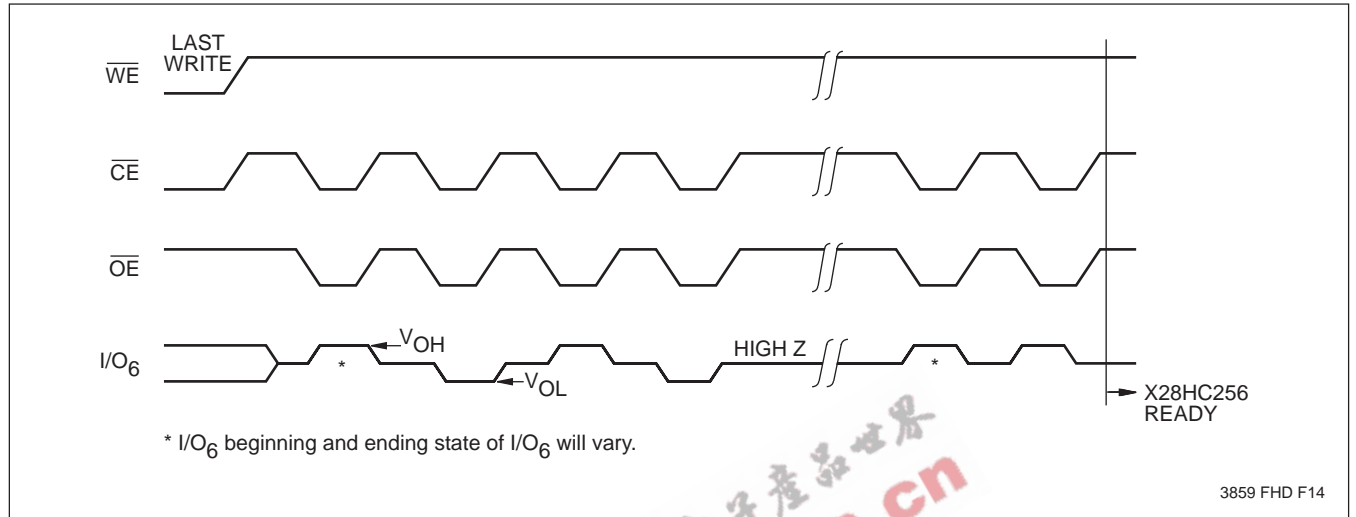 LAST
WRITE
WE
CE
OE
I/O6
VOH
VOL
HIGH Z
*
*
X28HC256
READY
* I/O6 beginning and ending state of I/O6 will vary.
3859 FHD F14